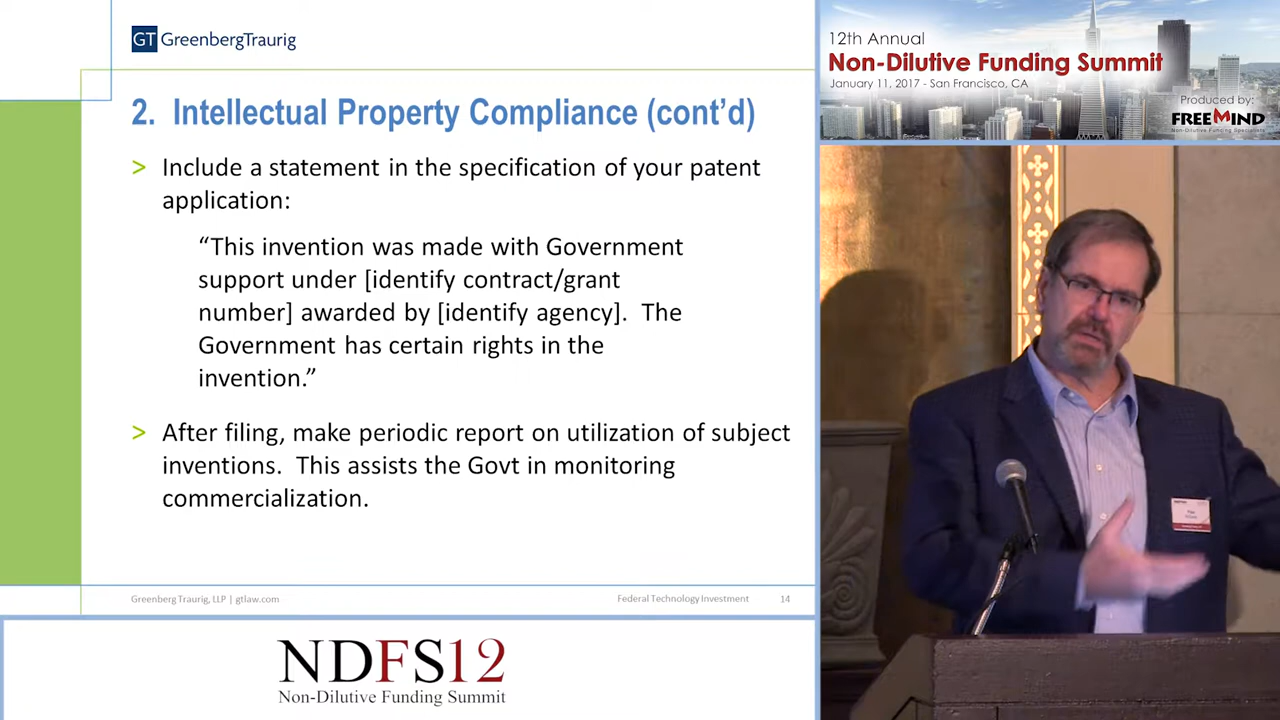 GT GreenbergTraurig
2. Intellectual Property Compliance (cont’d)
> Include a statement in the specification of your patent
application:
“This invention was made with Government
support under [identify contract/grant
number] awarded by [identify agency].  The
Government has certain rights in the
invention.”
> After filing, make periodic report on utilization of subject
inventions.  This assists the Govt in monitoring
commercialization.
Greenberg Traurig, LLP | gtlaw.com
Federal Technology Investment 14
NDFS12
Non-Dilutive Funding Summit
12th Annual
Non-Dilutive Funding Summit
January 11, 2017 - San Francisco, CA
Produced by:
FREEMIND
Non-Dilutive Funding Specialists